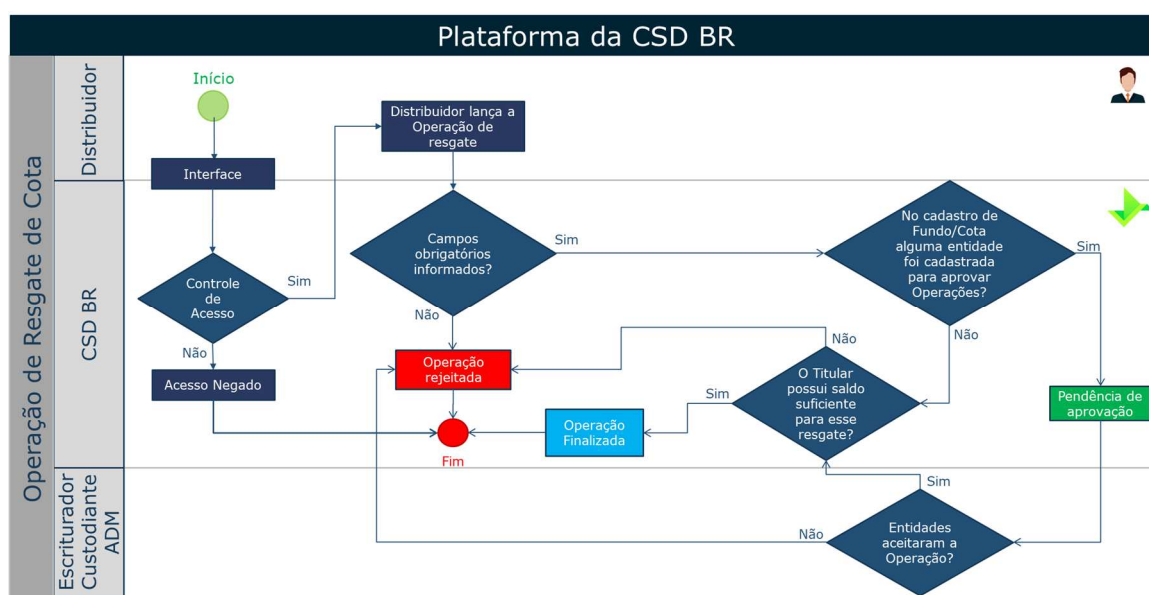 Plataforma da CSD BR
Operação de Resgate de Cota
Distribuidor
Início
Interface
Distribuidor lança a
Operação de
resgate
CSD BR
Controle
de
Acesso
Sim
Não
Acesso Negado
Campos
obrigatórios
informados?
Sim
Não
Operação
rejeitada
Fim
Operação
Finalizada
Sim
O Titular
possui saldo
suficiente
para esse
resgate?
Não
No cadastro de
Fundo/Cota
alguma entidade
foi cadastrada
para aprovar
Operações?
Sim
Não
Pendência de
aprovação
Escriturador
Custodiante
ADM
Entidades
aceitaram a
Operação?
Sim
Não